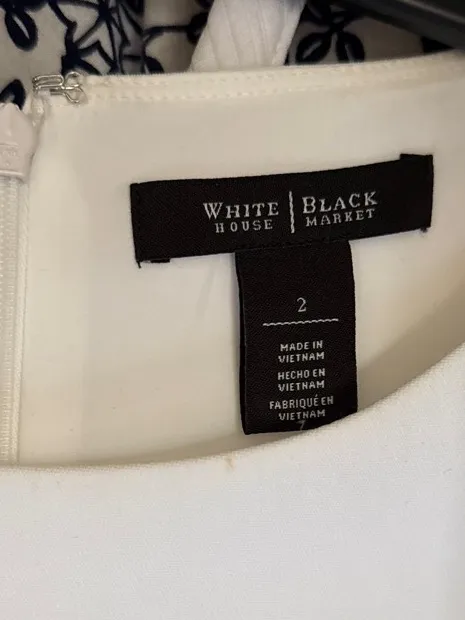 WHITE | BLACK
HOUSE | MARKET
2
MADE IN
VIETNAM
HECHO EN
VIETNAM
FABRIQUÉ EN
VIETNAM